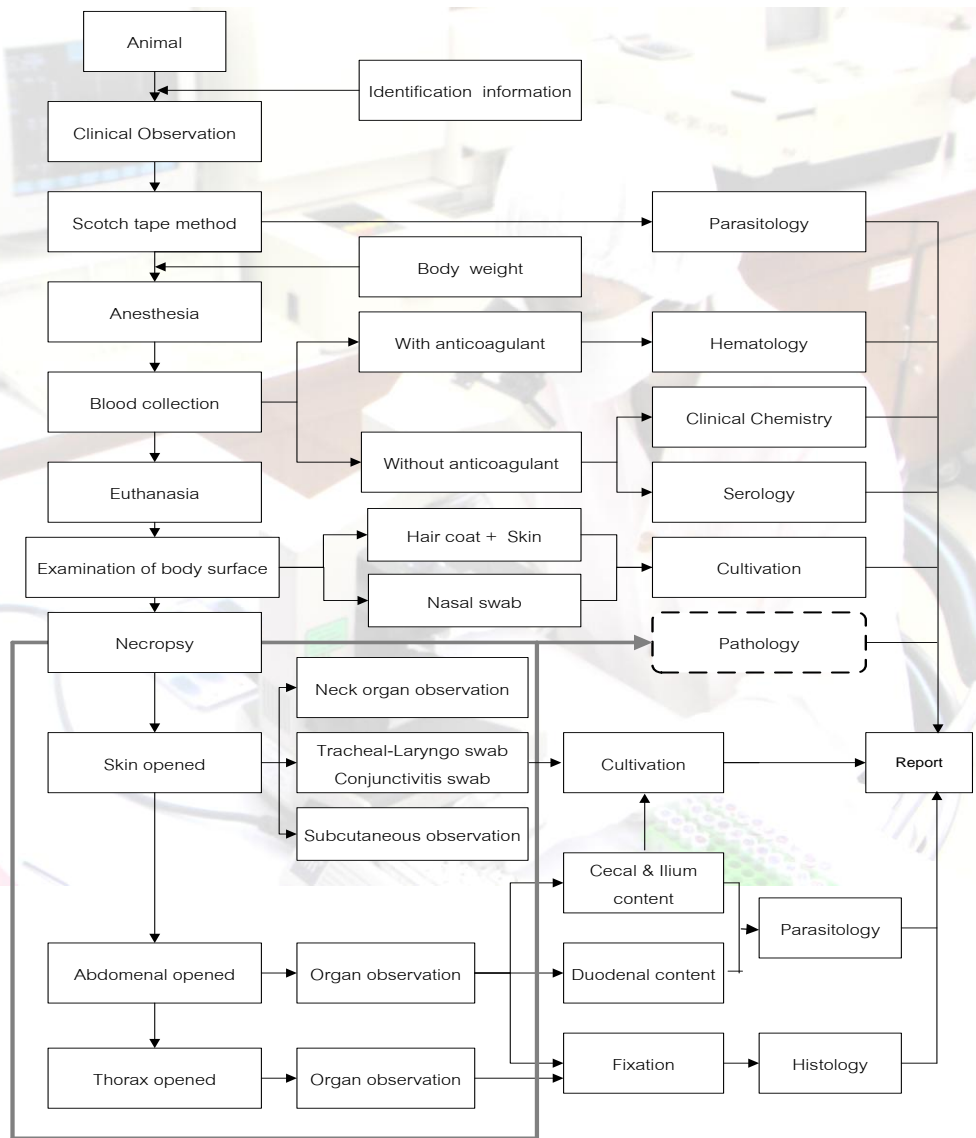 Animal
Identification information
Clinical Observation
Scotch tape method
Parasitology
Body weight
Anesthesia
With anticoagulant
Hematology
Blood collection
Clinical Chemistry
Without anticoagulant
Euthanasia
Serology
Hair coat + Skin
Examination of body surface
Cultivation
Nasal swab
Necropsy
Pathology
Neck organ observation
Skin opened
Tracheal-Laryngo swab
Conjunctivitis swab
Cultivation
Report
Subcutaneous observation
Cecal & Ilium
content
Parasitology
Abdomenal opened
Organ observation
Duodenal content
Thorax opened
Organ observation
Fixation
Histology